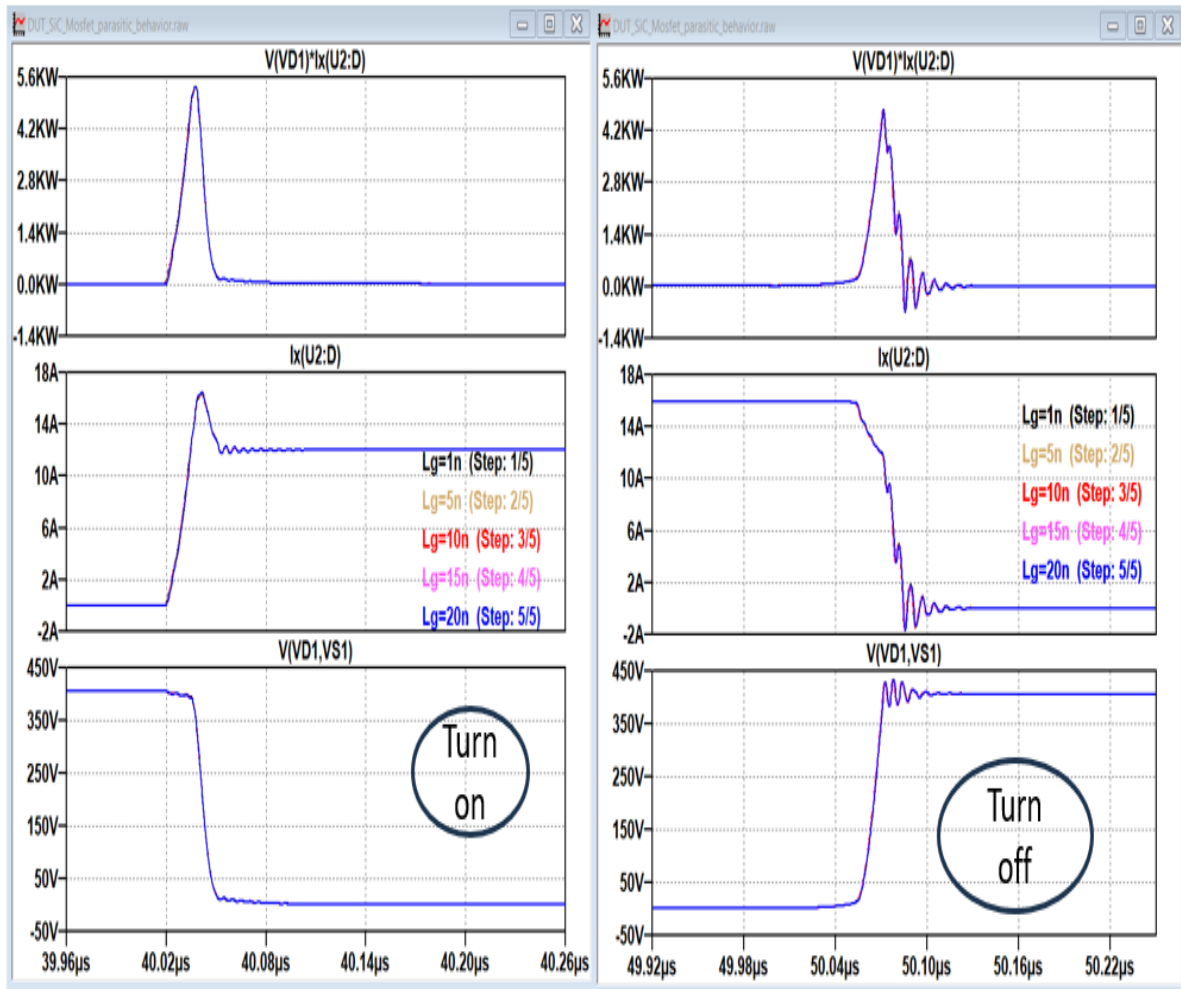 DUT_SiC_Mosfet_parasitic_behavior.raw
V(VD1)*Ix(U2:D)
5.6KW
4.2KW
2.8KW
1.4KW
0.0KW
-1.4KW
Ix(U2:D)
18A
14A
10A
6A
2A
-2A
Lg=1n (Step: 1/5)
Lg=5n (Step: 2/5)
Lg=10n (Step: 3/5)
Lg=15n (Step: 4/5)
Lg=20n (Step: 5/5)
V(VD1,VS1)
450V
350V
250V
150V
50V
-50V
Turn
on
39.96µs 40.02µs 40.08µs 40.14µs 40.20µs 40.26µs
DUT_SiC_Mosfet_parasitic_behavior.raw
V(VD1)*Ix(U2:D)
5.6KW
4.2KW
2.8KW
1.4KW
0.0KW
-1.4KW
Ix(U2:D)
18A
14A
10A
6A
2A
-2A
Lg=1n (Step: 1/5)
Lg=5n (Step: 2/5)
Lg=10n (Step: 3/5)
Lg=15n (Step: 4/5)
Lg=20n (Step: 5/5)
V(VD1,VS1)
450V
350V
250V
150V
50V
-50V
Turn
off
49.92µs 49.98µs 50.04µs 50.10µs 50.16µs 50.22µs